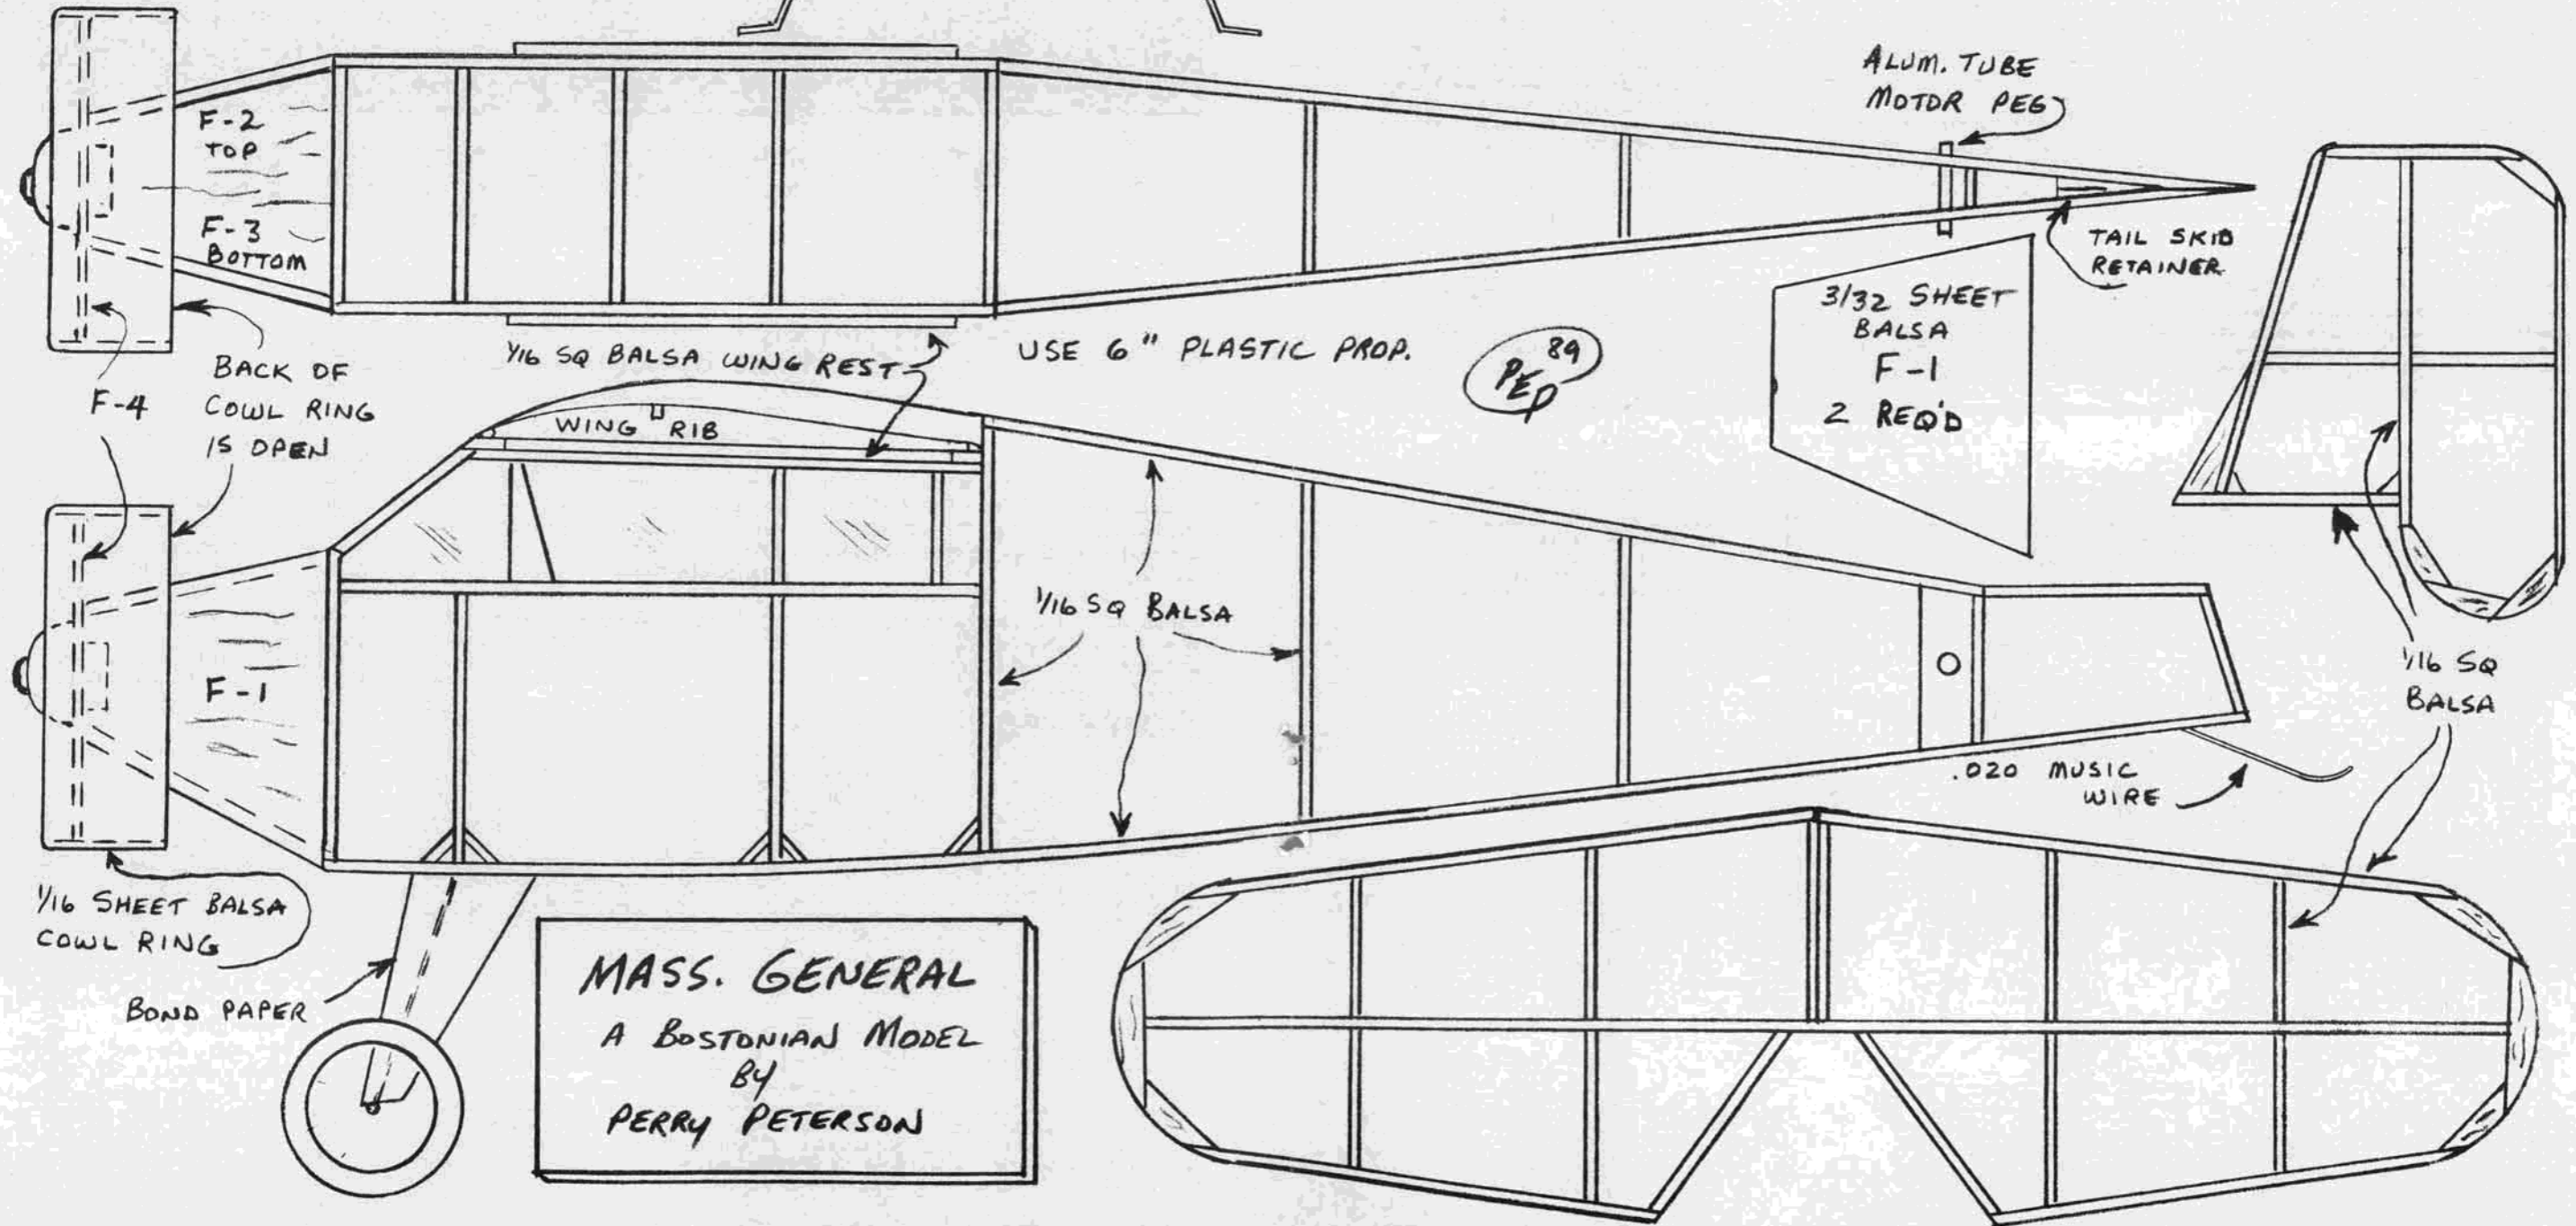 ALUM. TUBE
MOTOR PEG
F-2
TOP
F-3
BOTTOM
TAIL SKID
RETAINER
3/32 SHEET
BALSA
F-1
2 REQ'D
1/16 SQ BALSA WING REST
USE 6" PLASTIC PROP.
89
PEP
BACK OF
COWL RING
IS OPEN
F-4
WING RIB
1/16 SQ BALSA
F-1
1/16 SQ
BALSA
.020 MUSIC
WIRE
1/16 SHEET BALSA
COWL RING
BOND PAPER
MASS. GENERAL
A BOSTONIAN MODEL
BY
PERRY PETERSON